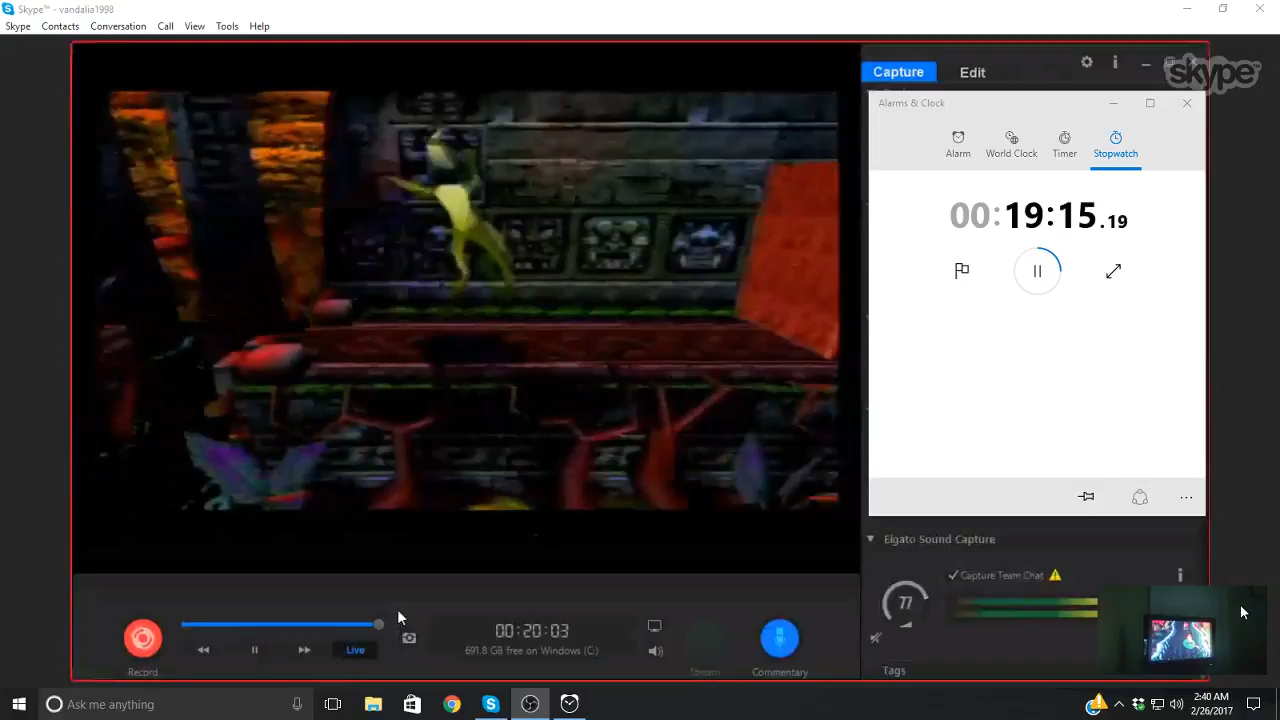 Skype™ - vandalia1998
Skype Contacts Conversation Call View Tools Help
Capture Edit
skype
Alarms & Clock
Alarm World Clock Timer Stopwatch
00:19:15.19
Elgato Sound Capture
77
Capture Team Chat
00:20:03
691.8 GB free on Windows (C:)
Live
Record
Stream
Commentary
Tags
Ask me anything
2:40 AM
2/26/2017